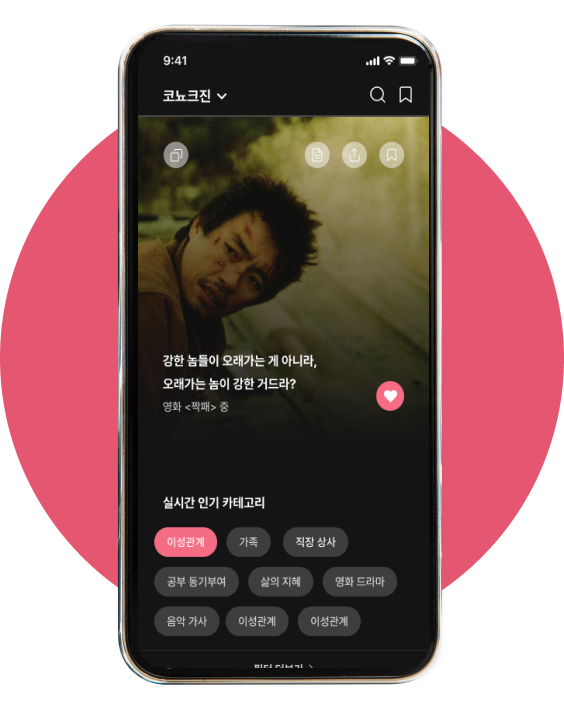 9:41
코뇨크진
강한 놈들이 오래가는 게 아니라,
오래가는 놈이 강한 거드라?
영화 <짝패> 중
실시간 인기 카테고리
이성관계 가족 직장 상사
공부 동기부여 삶의 지혜 영화 드라마
음악 가사 이성관계 이성관계